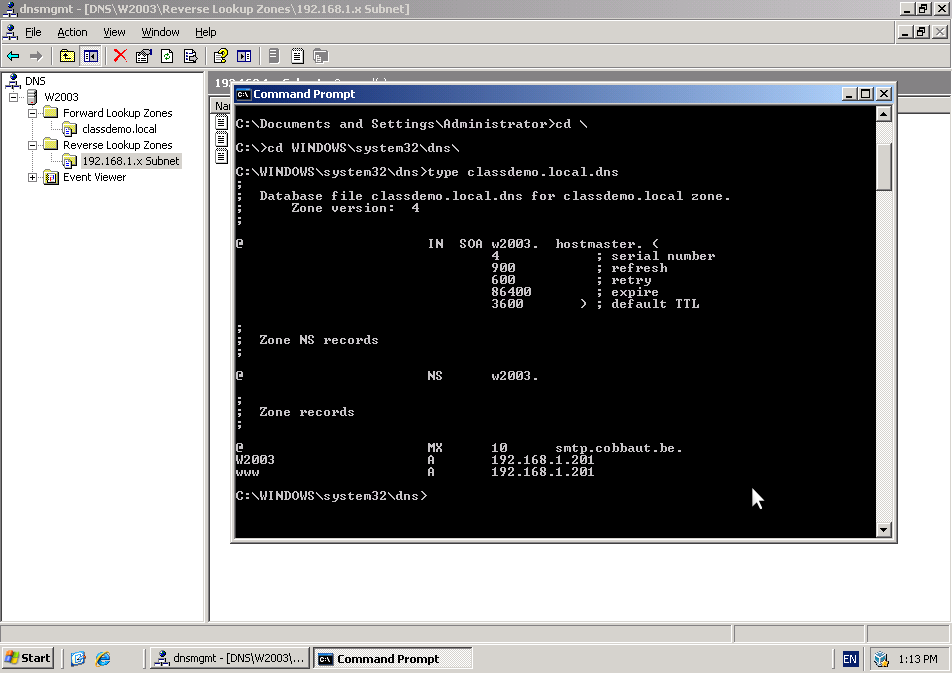 dnsmgmt - [DNS\W2003\Reverse Lookup Zones\192.168.1.x Subnet]
File Action View Window Help
DNS
W2003
Forward Lookup Zones
classdemo.local
Reverse Lookup Zones
192.168.1.x Subnet
Event Viewer
Na
Command Prompt
C:\Documents and Settings\Administrator>cd \
C:\>cd WINDOWS\system32\dns\
C:\WINDOWS\system32\dns>type classdemo.local.dns
;
; Database file classdemo.local.dns for classdemo.local zone.
; Zone version: 4
;
@ IN SOA w2003. hostmaster. (
4 ; serial number
900 ; refresh
600 ; retry
86400 ; expire
3600 ) ; default TTL
;
; Zone NS records
;
@ NS w2003.
;
; Zone records
;
@ MX 10 smtp.cobbaut.be.
W2003 A 192.168.1.201
www A 192.168.1.201
C:\WINDOWS\system32\dns>
Start dnsmgmt - [DNS\W2003\... Command Prompt EN 1:13 PM